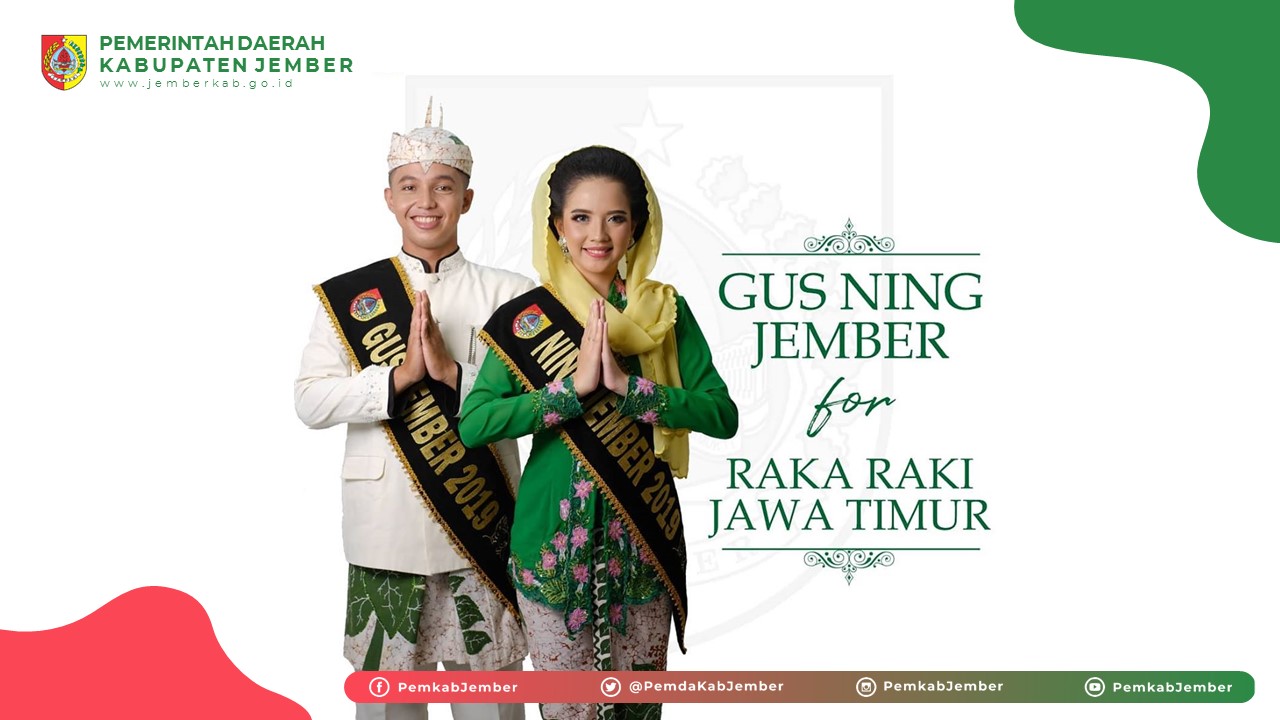 PEMERINTAH DAERAH
KABUPATEN JEMBER
www.jemberkab.go.id
GUS JEMBER 2019
NING JEMBER 2019
GUS NING
JEMBER
for
RAKA RAKI
JAWA TIMUR
PemkabJember
@PemdaKabJember
PemkabJember
PemkabJember